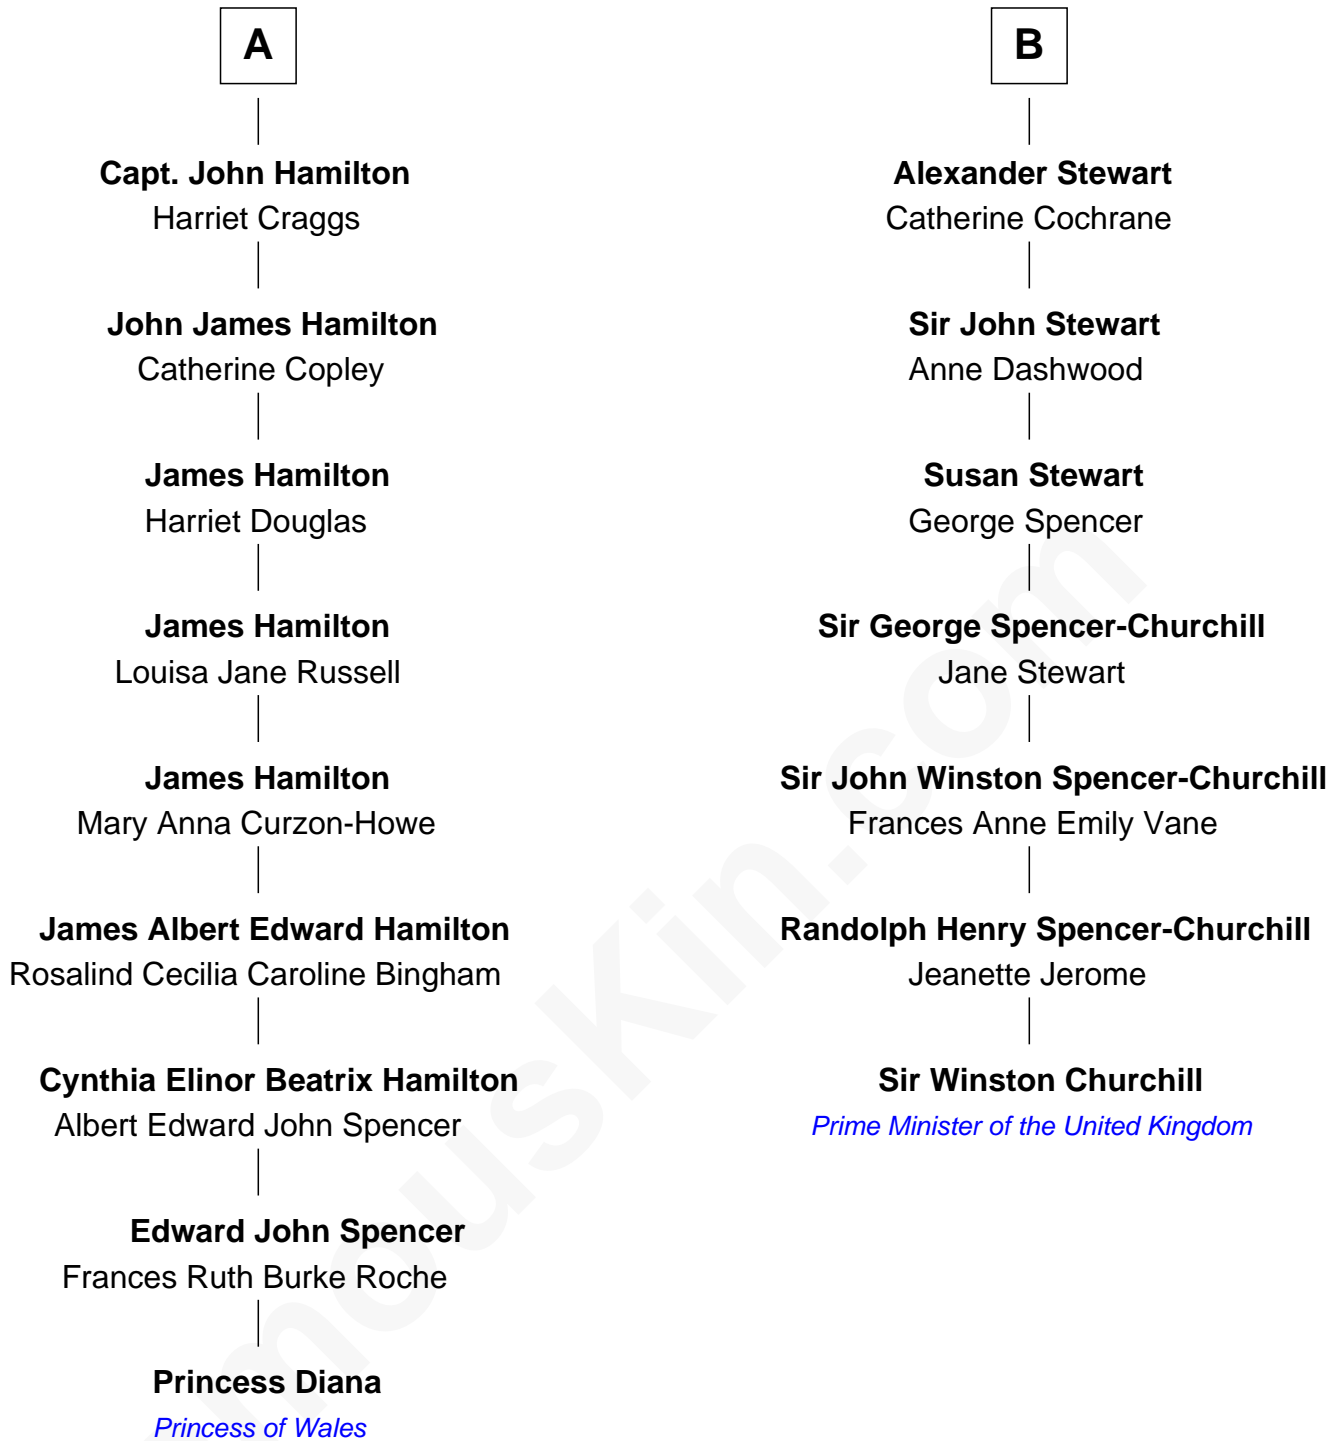 A
Capt. John Hamilton
Harriet Craggs
John James Hamilton
Catherine Copley
James Hamilton
Harriet Douglas
James Hamilton
Louisa Jane Russell
James Hamilton
Mary Anna Curzon-Howe
James Albert Edward Hamilton
Rosalind Cecilia Caroline Bingham
Cynthia Elinor Beatrix Hamilton
Albert Edward John Spencer
Edward John Spencer
Frances Ruth Burke Roche
Princess Diana
Princess of Wales
B
Alexander Stewart
Catherine Cochrane
Sir John Stewart
Anne Dashwood
Susan Stewart
George Spencer
Sir George Spencer-Churchill
Jane Stewart
Sir John Winston Spencer-Churchill
Frances Anne Emily Vane
Randolph Henry Spencer-Churchill
Jeanette Jerome
Sir Winston Churchill
Prime Minister of the United Kingdom
mousKin.com